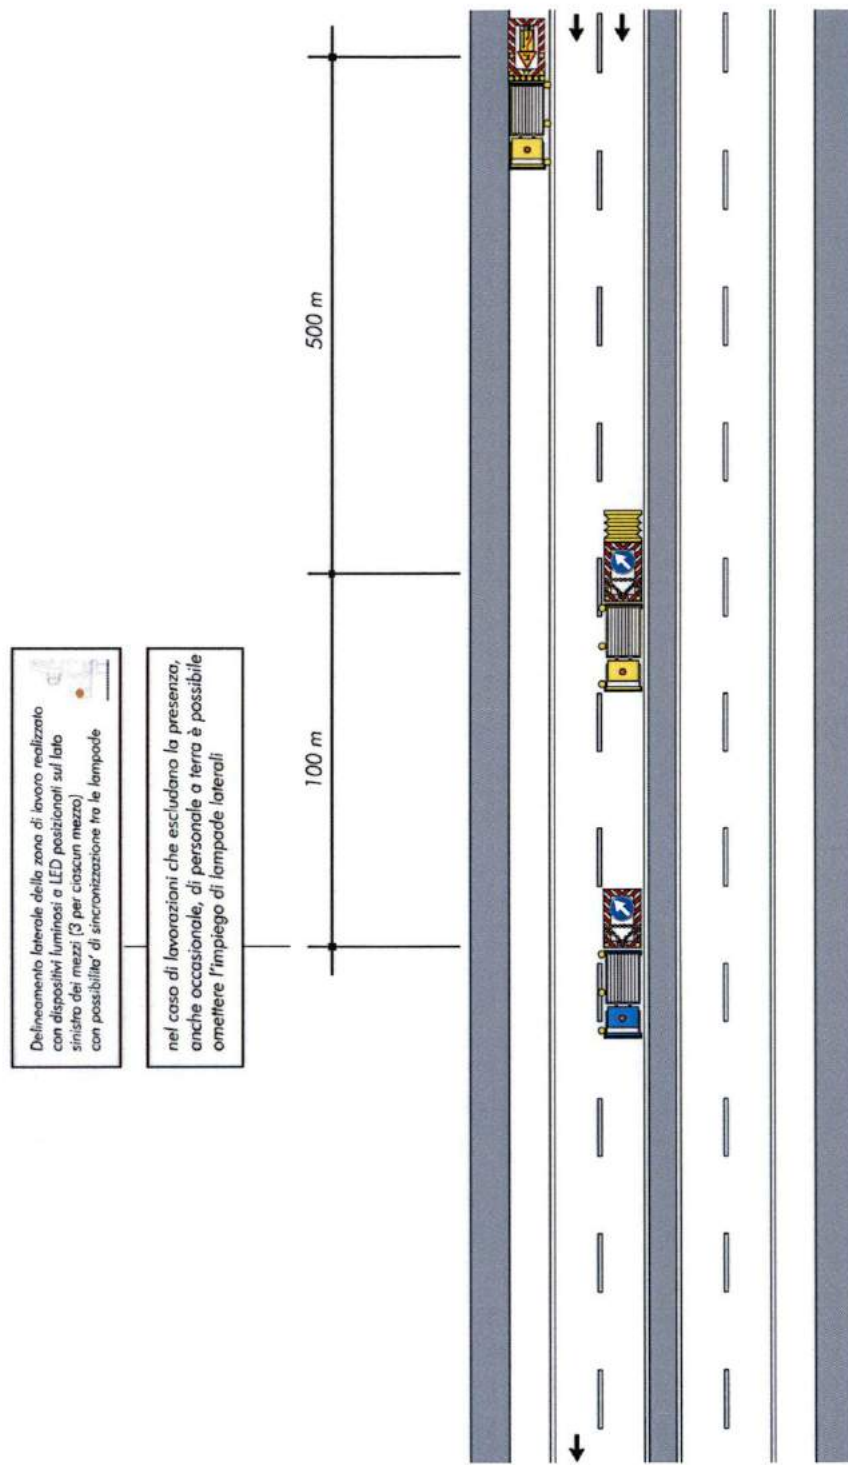 Delineamento laterale della zona di lavoro realizzato
con dispositivi luminosi a LED posizionati sul lato
sinistro dei mezzi (3 per ciascun mezzo)
con possibilita' di sincronizzazione tra le lampade
nel caso di lavorazioni che escludano la presenza,
anche occasionale, di personale a terra è possibile
omettere l'impiego di lampade laterali
500 m
100 m